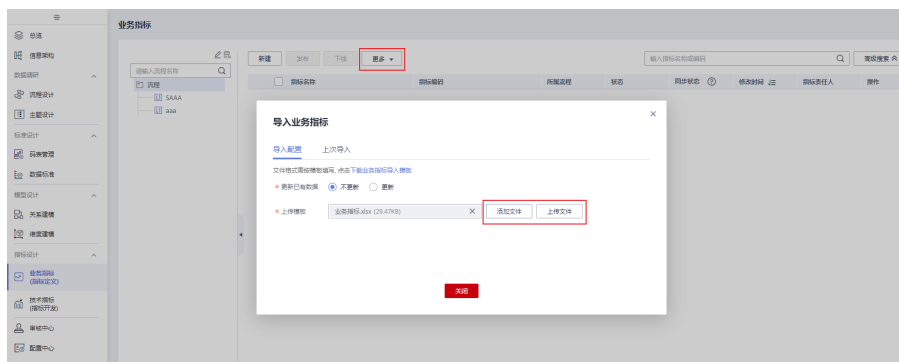 业务指标
总览
信息架构
数据调研
流程设计
主题设计
标准设计
码表管理
数据标准
模型设计
关系建模
维度建模
指标设计
业务指标
(指标定义)
技术指标
(指标开发)
审核中心
配置中心
请输入流程名称
流程
SAAA
aaa
新建 发布 下线 更多
输入指标名称或编码
高级搜索
指标名称 指标编码 所属流程 状态 同步状态 修改时间 指标责任人 操作
导入业务指标
导入配置 上次导入
文件格式需按模板填写, 点击下载业务指标导入模板
* 更新已有数据 不更新 更新
* 上传模板 业务指标.xlsx (29.47KB) 添加文件 上传文件
关闭